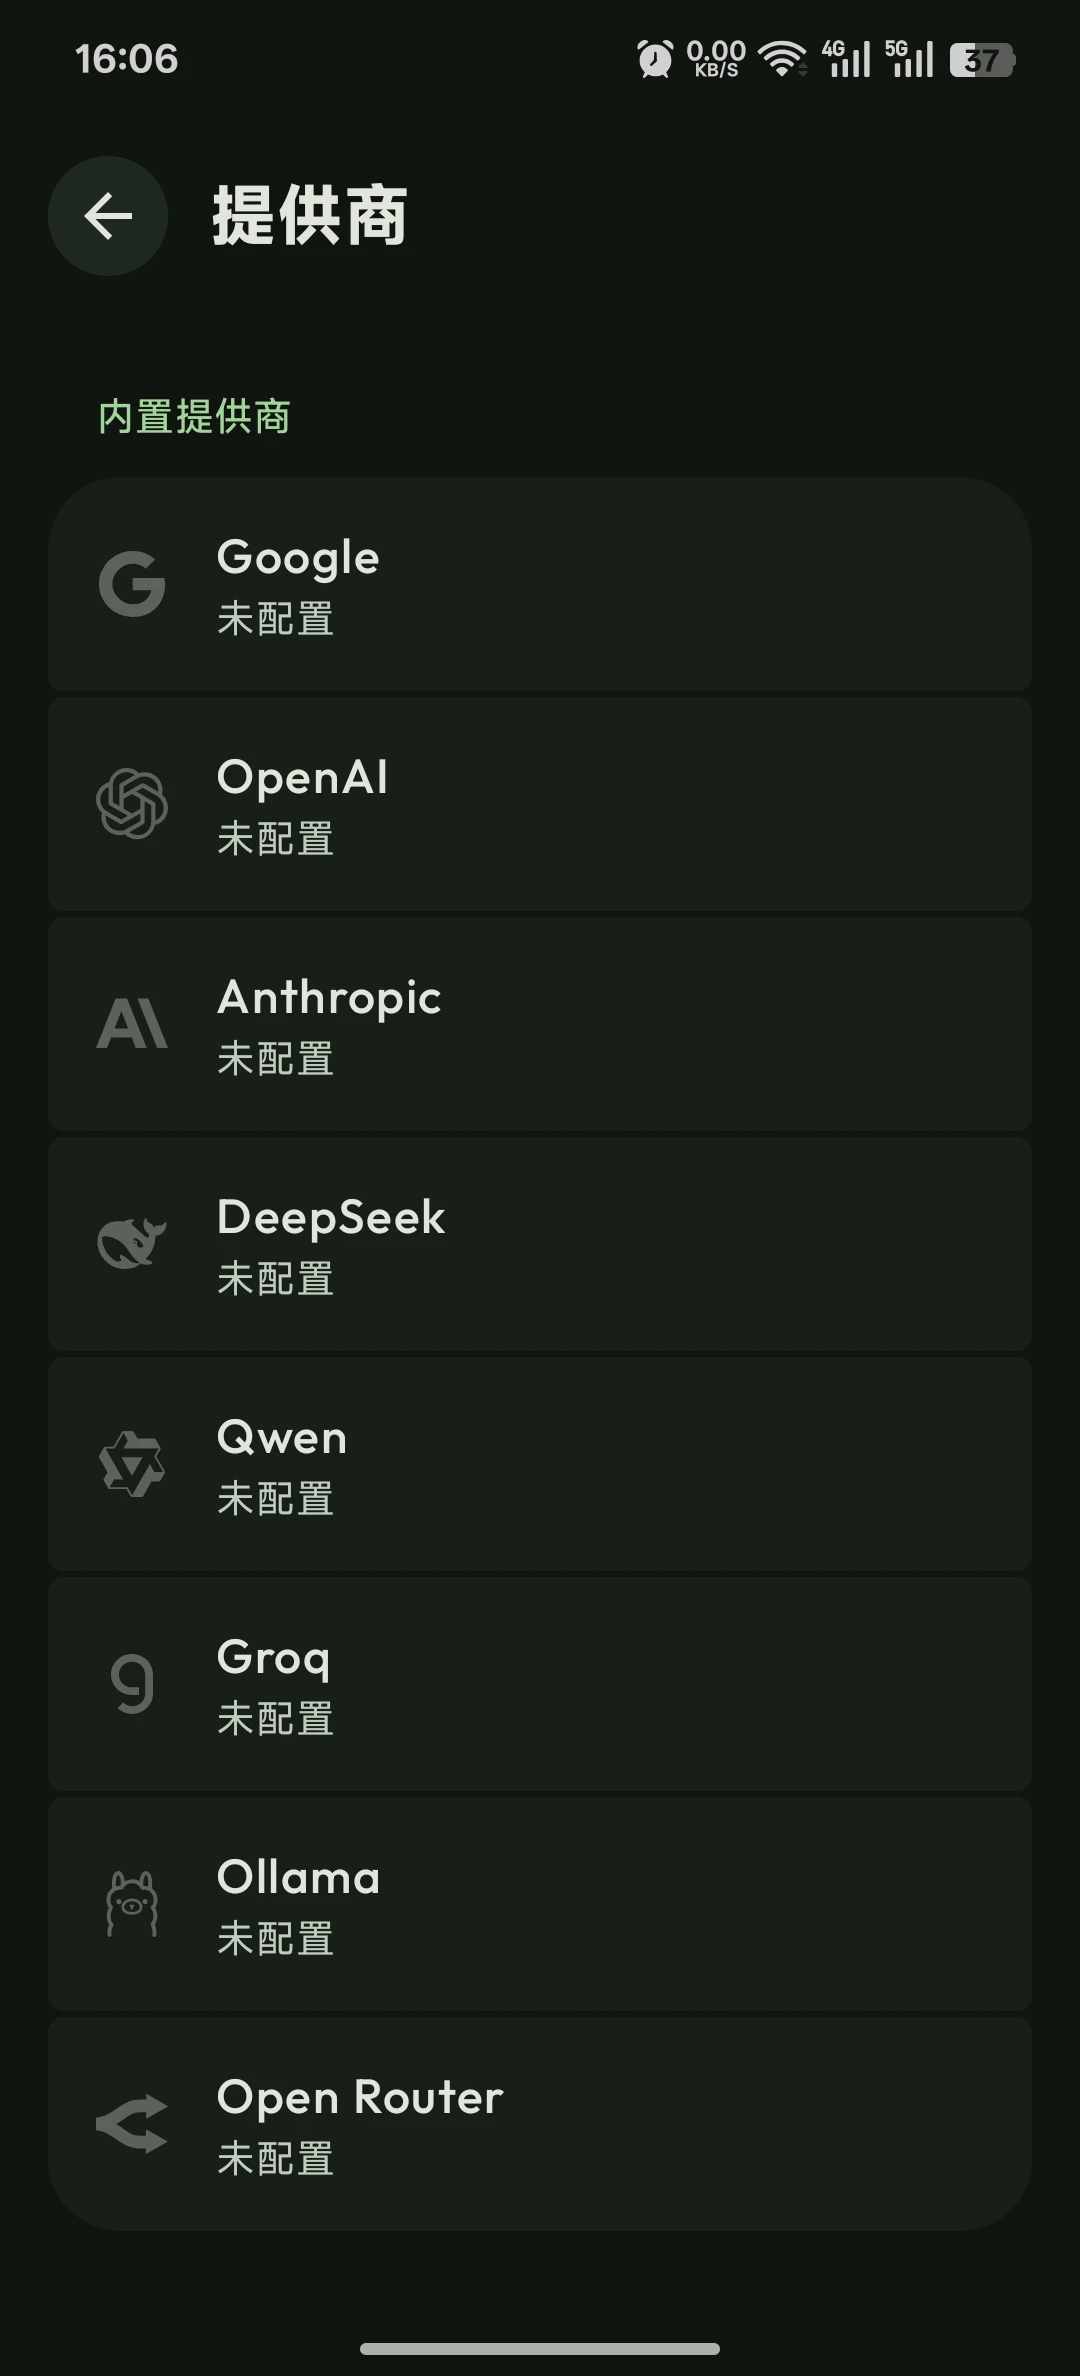 16:06
0.00
KB/S
4G
5G
37
提供商
内置提供商
Google
未配置
OpenAI
未配置
Anthropic
未配置
DeepSeek
未配置
Qwen
未配置
Groq
未配置
Ollama
未配置
Open Router
未配置